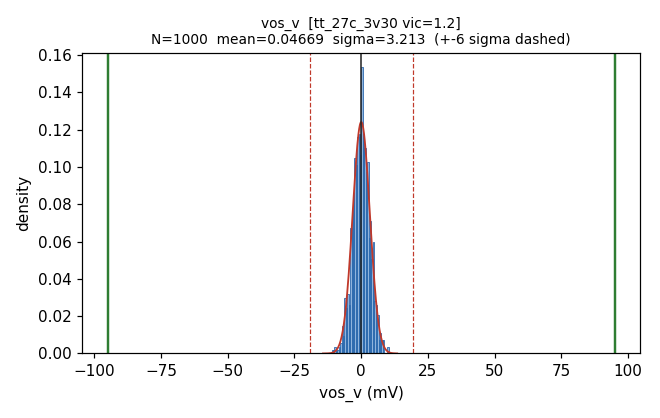 vos_v  [tt_27c_3v30 vic=1.2]
N=1000  mean=0.04669  sigma=3.213  (+-6 sigma dashed)
0.16
0.14
0.12
0.10
0.08
0.06
0.04
0.02
0.00
density
−100 −75 −50 −25 0 25 50 75 100
vos_v (mV)